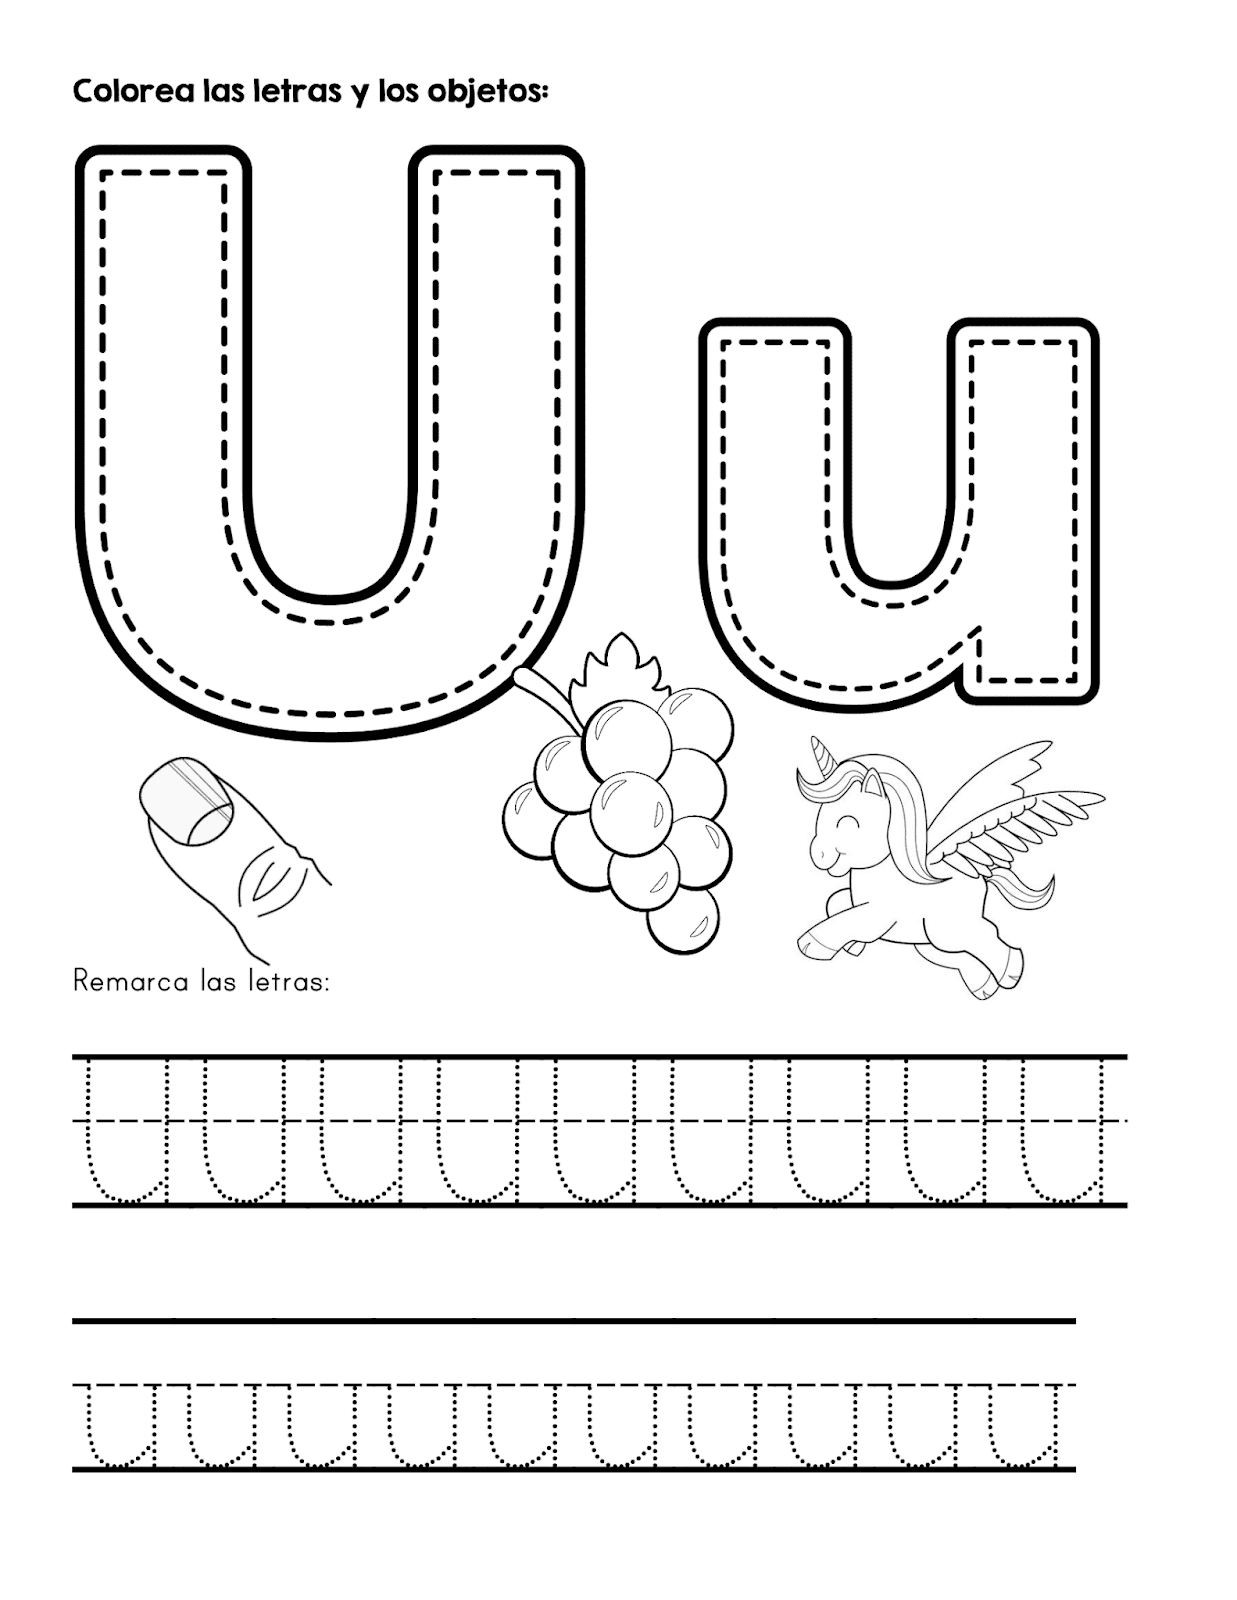 Colorea las letras y los objetos:
U u
Remarca las letras:
u u u u u u u u u
u u u u u u u u u u